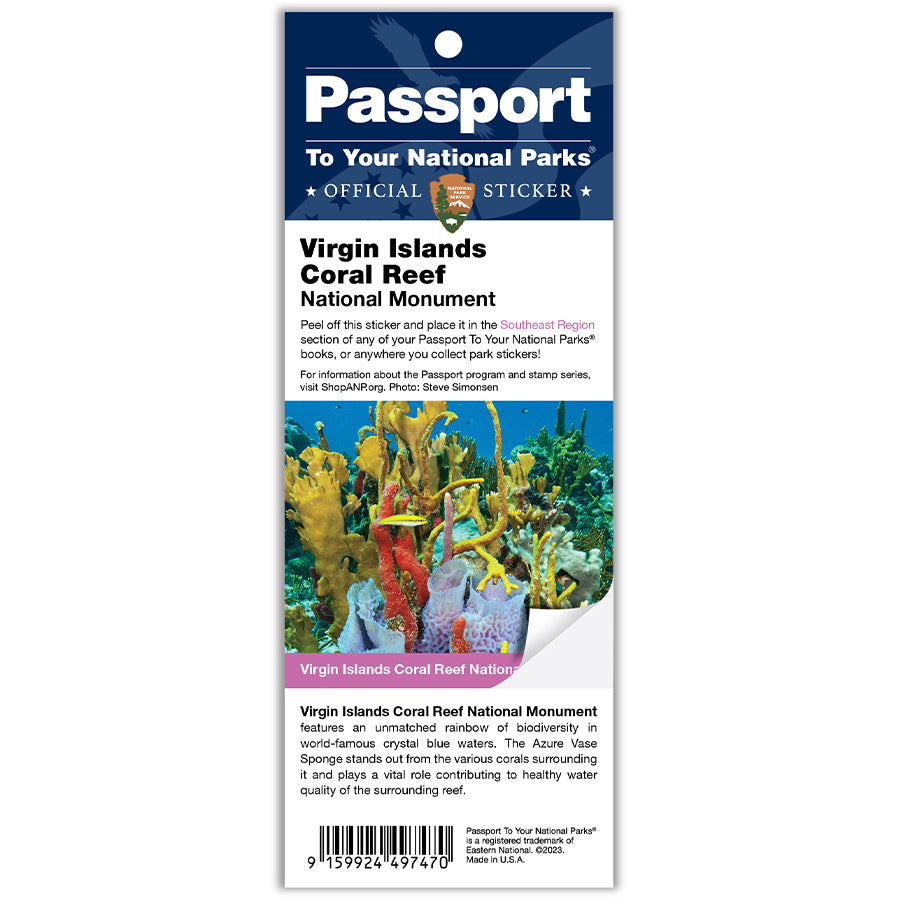 Passport
To Your National Parks®
★ OFFICIAL STICKER ★
NATIONAL
PARK
SERVICE
Virgin Islands
Coral Reef
National Monument
Peel off this sticker and place it in the Southeast Region
section of any of your Passport To Your National Parks®
books, or anywhere you collect park stickers!
For information about the Passport program and stamp series,
visit ShopANP.org. Photo: Steve Simonsen
Virgin Islands Coral Reef Nationa
Virgin Islands Coral Reef National Monument
features an unmatched rainbow of biodiversity in
world-famous crystal blue waters. The Azure Vase
Sponge stands out from the various corals surrounding
it and plays a vital role contributing to healthy water
quality of the surrounding reef.
9 159924 497470
Passport To Your National Parks®
is a registered trademark of
Eastern National. ©2023.
Made in U.S.A.